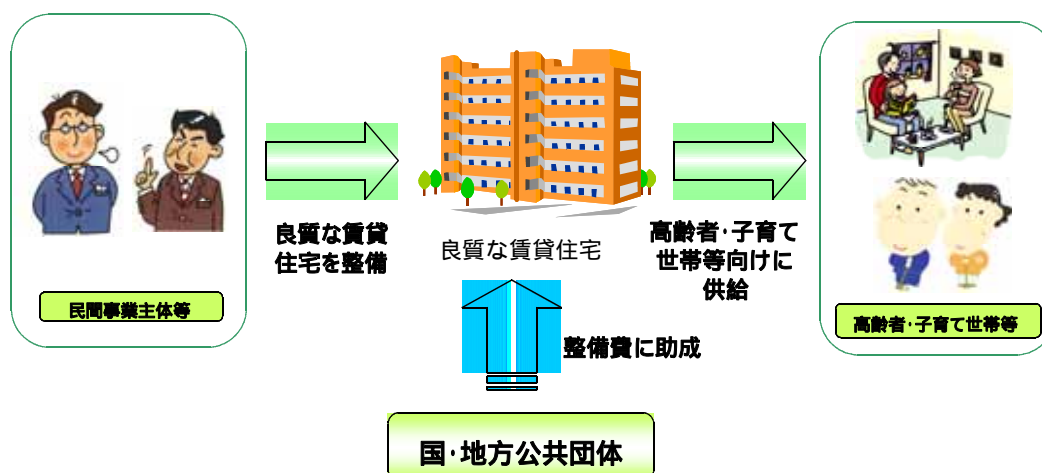 良質な賃貸
住宅を整備
民間事業主体等
良質な賃貸住宅
高齢者・子育て
世帯等向けに
供給
高齢者・子育て世帯等
整備費に助成
国・地方公共団体